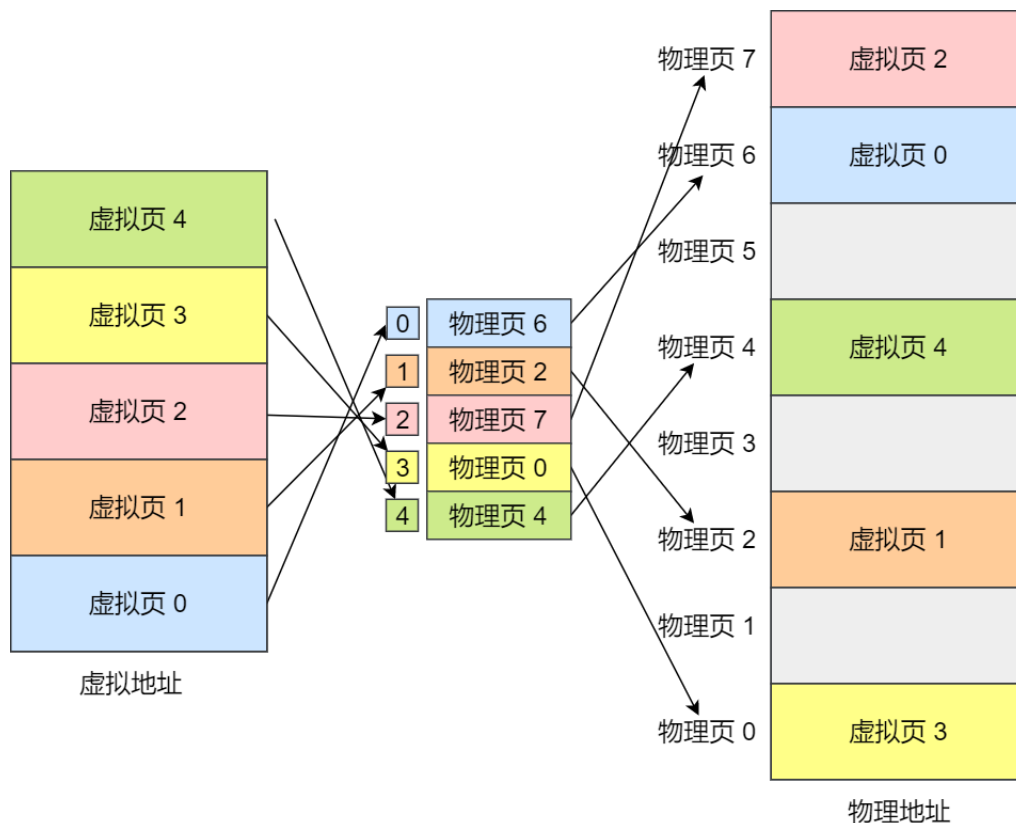 虚拟页 4
虚拟页 3
虚拟页 2
虚拟页 1
虚拟页 0
虚拟地址
0 物理页 6
1 物理页 2
2 物理页 7
3 物理页 0
4 物理页 4
物理页 7 虚拟页 2
物理页 6 虚拟页 0
物理页 5
物理页 4 虚拟页 4
物理页 3
物理页 2 虚拟页 1
物理页 1
物理页 0 虚拟页 3
物理地址